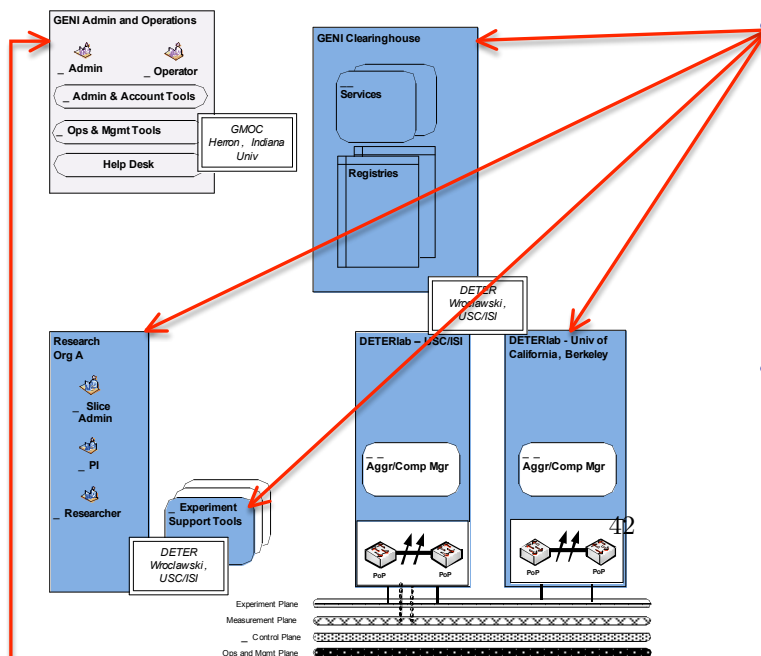 GENI Admin and Operations
_ Admin
_ Operator
_ Admin & Account Tools
_ Ops & Mgmt Tools
Help Desk
GMOC
Herron, Indiana
Univ
GENI Clearinghouse
__
Services
Registries
DETER
Wroclawski,
USC/ISI
Research
Org A
_ Slice
Admin
_ PI
_ Researcher
_ Experiment
Support Tools
DETER
Wroclawski,
USC/ISI
DETERlab – USC/ISI
_ _
Aggr/Comp Mgr
PoP
PoP
DETERlab - Univ of
California, Berkeley
_ _
Aggr/Comp Mgr
42
PoP
PoP
Experiment Plane
Measurement Plane
_ Control Plane
Ops and Mgmt Plane